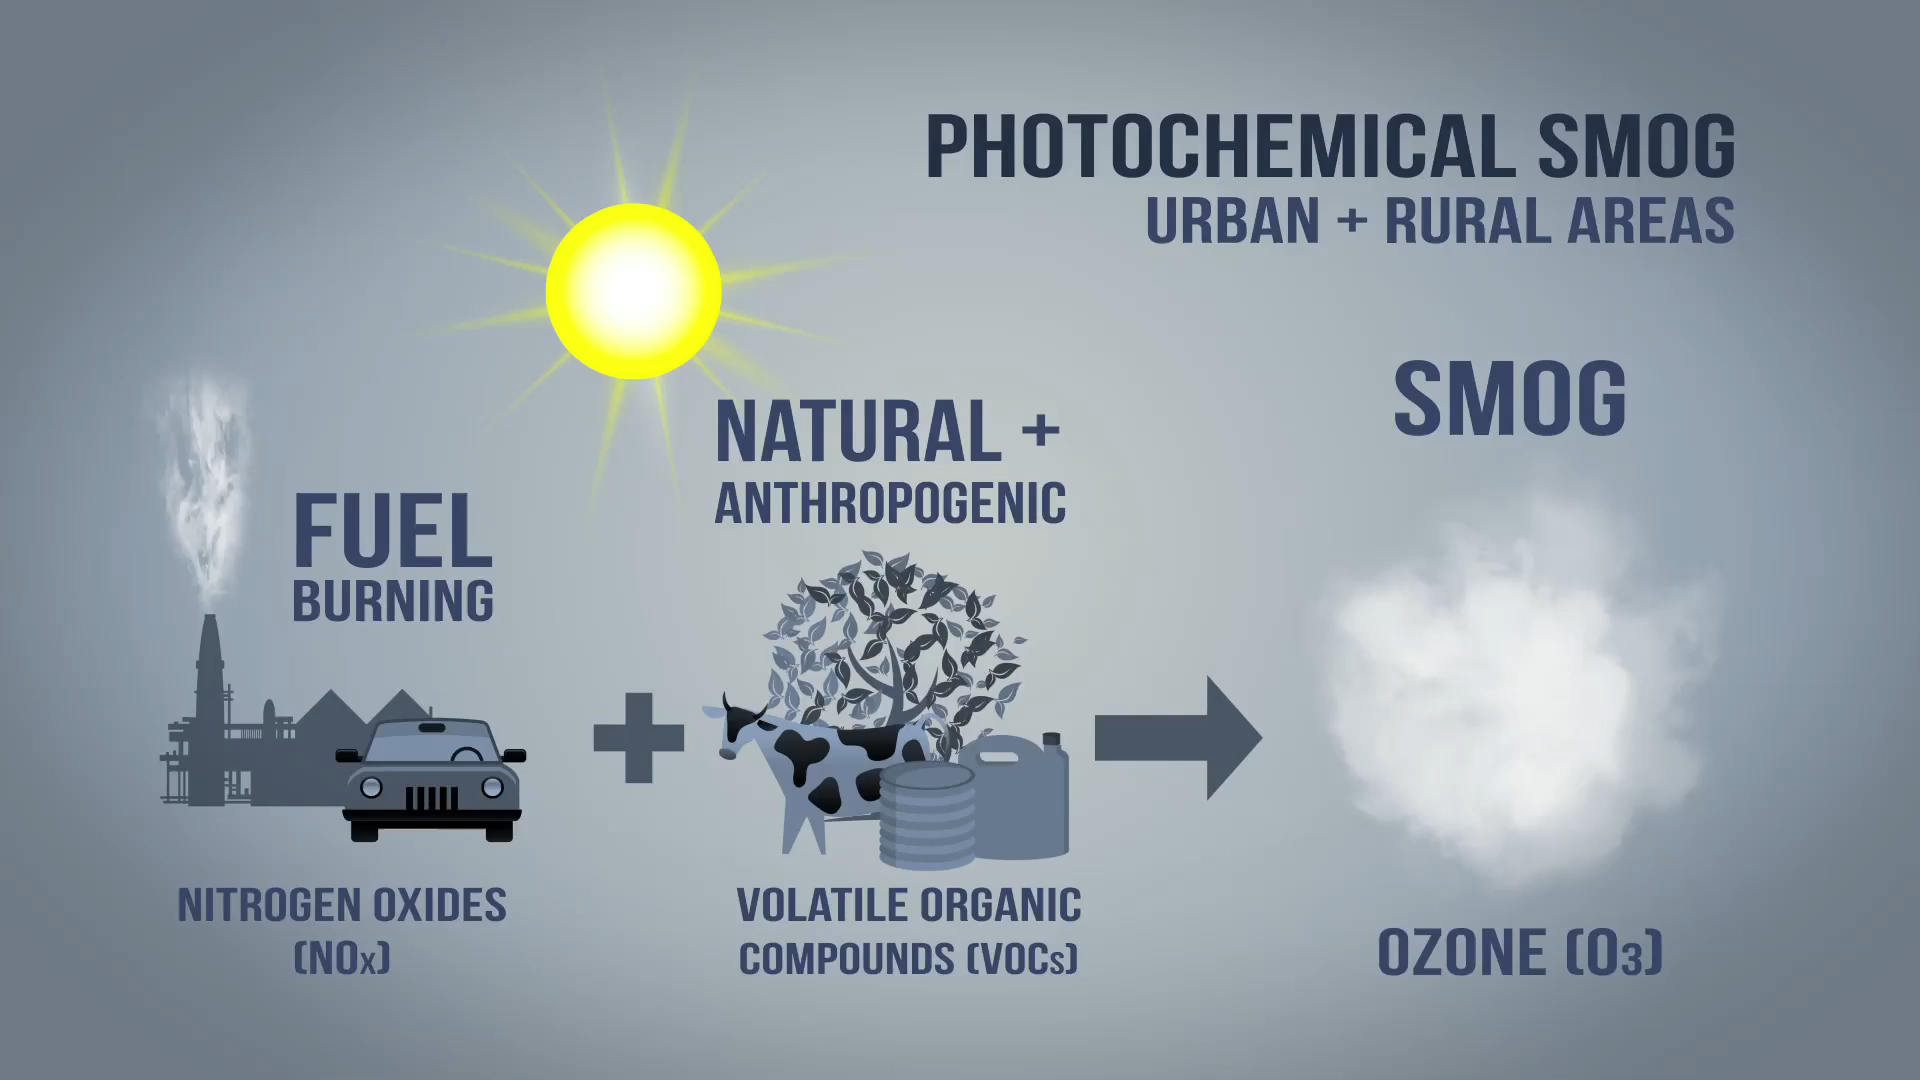 PHOTOCHEMICAL SMOG
URBAN + RURAL AREAS
FUEL
BURNING
NITROGEN OXIDES
(NOx)
NATURAL +
ANTHROPOGENIC
VOLATILE ORGANIC
COMPOUNDS (VOCs)
SMOG
OZONE (O3)